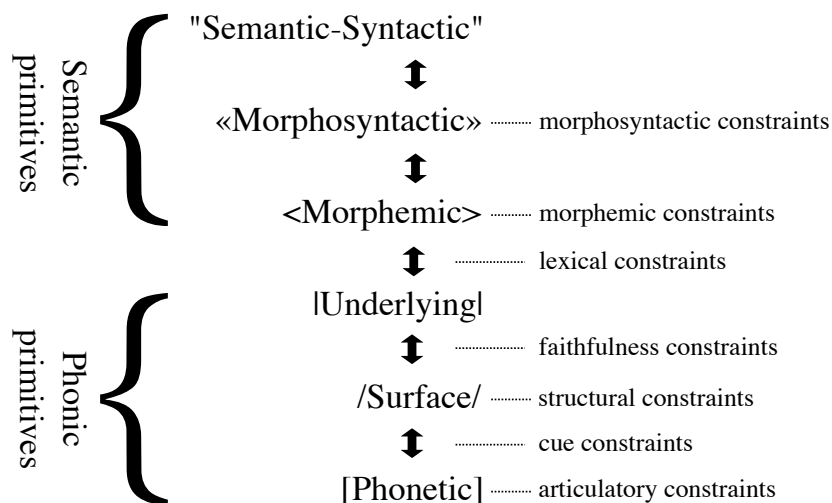 "Semantic-Syntactic"
«Morphosyntactic» morphosyntactic constraints
<Morphemic> morphemic constraints
lexical constraints
|Underlying|
faithfulness constraints
/Surface/ structural constraints
cue constraints
[Phonetic] articulatory constraints
Semantic
primitives
Phonic
primitives